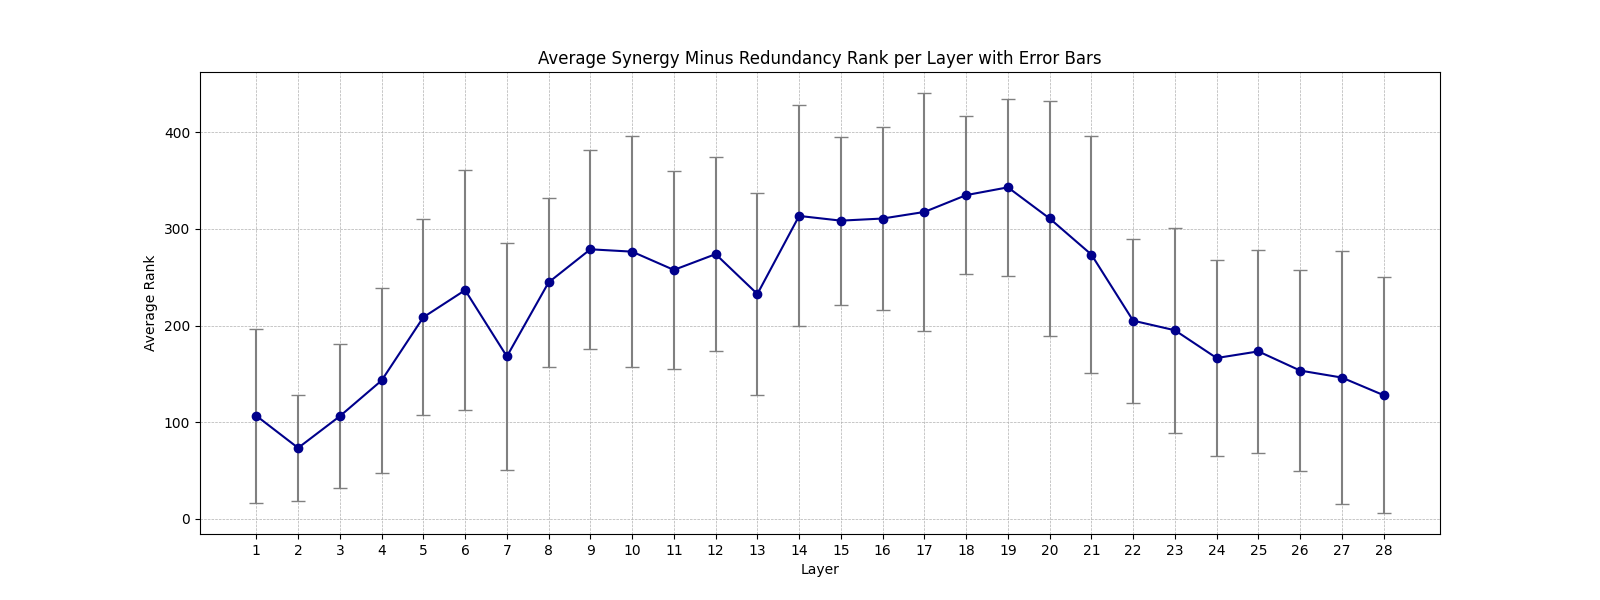 Average Synergy Minus Redundancy Rank per Layer with Error Bars
400
300
200
100
0
Average Rank
1 2 3 4 5 6 7 8 9 10 11 12 13 14 15 16 17 18 19 20 21 22 23 24 25 26 27 28
Layer